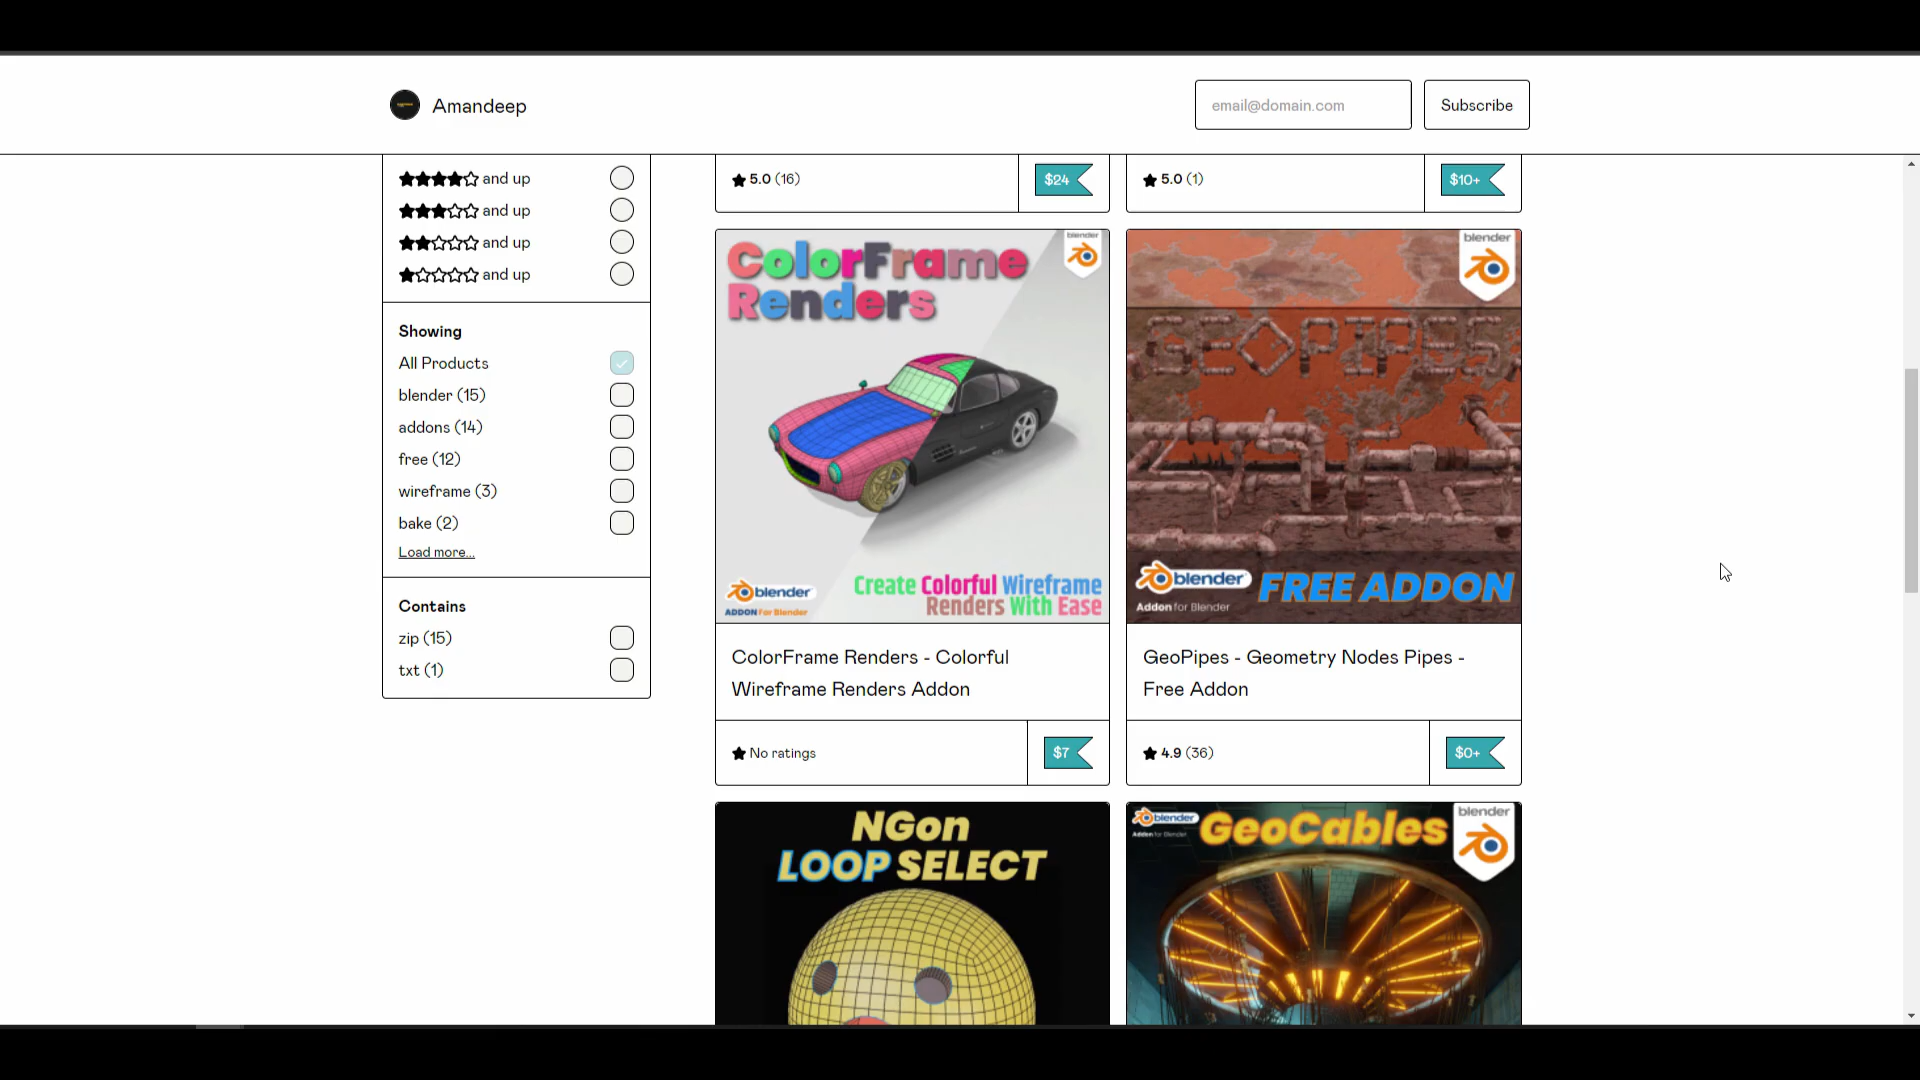 Amandeep
email@domain.com
Subscribe
and up
and up
and up
and up
Showing
All Products
blender (15)
addons (14)
free (12)
wireframe (3)
bake (2)
Load more...
Contains
zip (15)
txt (1)
5.0 (16)
$24
5.0 (1)
$10+
ColorFrame
Renders
blender
blender
ADDON For Blender
Create Colorful Wireframe
Renders With Ease
ColorFrame Renders - Colorful
Wireframe Renders Addon
No ratings
$7
blender
GEOPIPES
blender
Addon for Blender
FREE ADDON
GeoPipes - Geometry Nodes Pipes -
Free Addon
4.9 (36)
$0+
NGon
LOOP SELECT
blender
Addon for Blender
GeoCables
blender